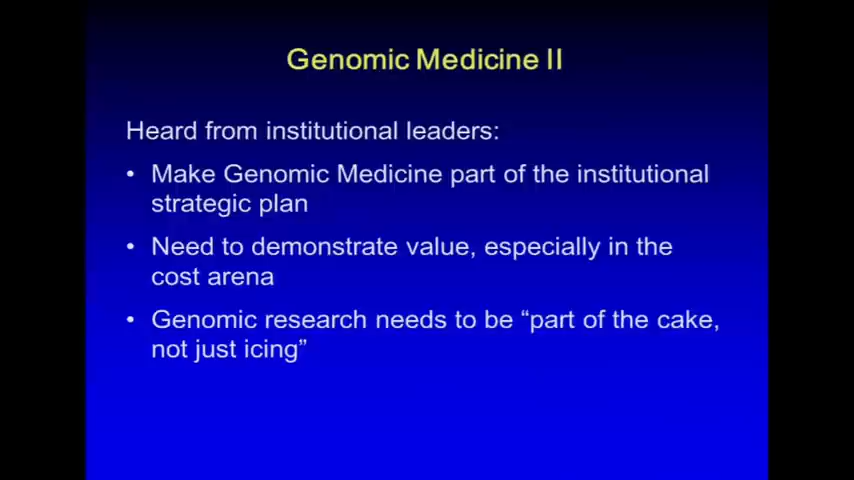 Genomic Medicine II
Heard from institutional leaders:
• Make Genomic Medicine part of the institutional
strategic plan
• Need to demonstrate value, especially in the
cost arena
• Genomic research needs to be “part of the cake,
not just icing”